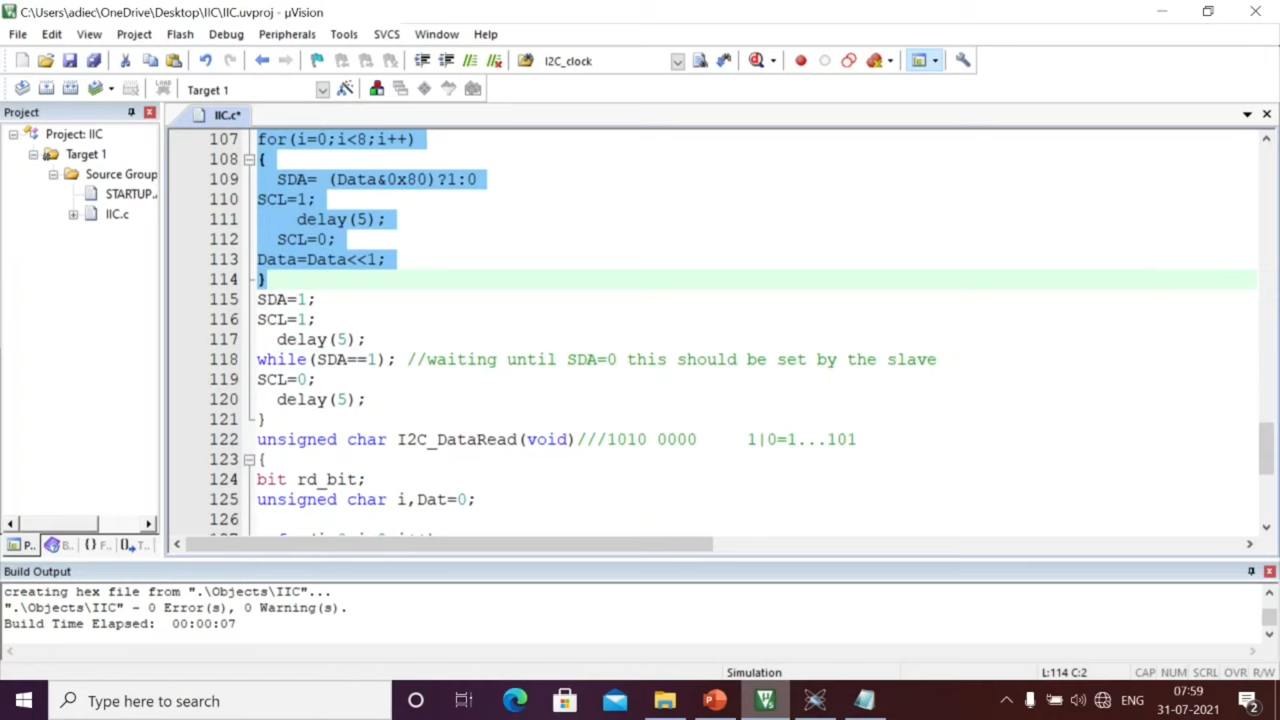 C:\Users\adiec\OneDrive\Desktop\IIC\IIC.uvproj - µVision
File Edit View Project Flash Debug Peripherals Tools SVCS Window Help
I2C_clock
LOAD Target 1
Project
IIC.c*
Project: IIC
Target 1
Source Group
STARTUP.
IIC.c
107 for(i=0;i<8;i++)
108 {
109 SDA= (Data&0x80)?1:0
110 SCL=1;
111 delay(5);
112 SCL=0;
113 Data=Data<<1;
114 }
115 SDA=1;
116 SCL=1;
117 delay(5);
118 while(SDA==1); //waiting until SDA=0 this should be set by the slave
119 SCL=0;
120 delay(5);
121 }
122 unsigned char I2C_DataRead(void)///1010 0000 1|0=1...101
123 {
124 bit rd_bit;
125 unsigned char i,Dat=0;
126
P.. B.. {} F.. T...
Build Output
creating hex file from ".\Objects\IIC"...
".\Objects\IIC" - 0 Error(s), 0 Warning(s).
Build Time Elapsed: 00:00:07
Simulation L:114 C:2 CAP NUM SCRL OVR R/W
Type here to search
ENG
07:59
31-07-2021
2